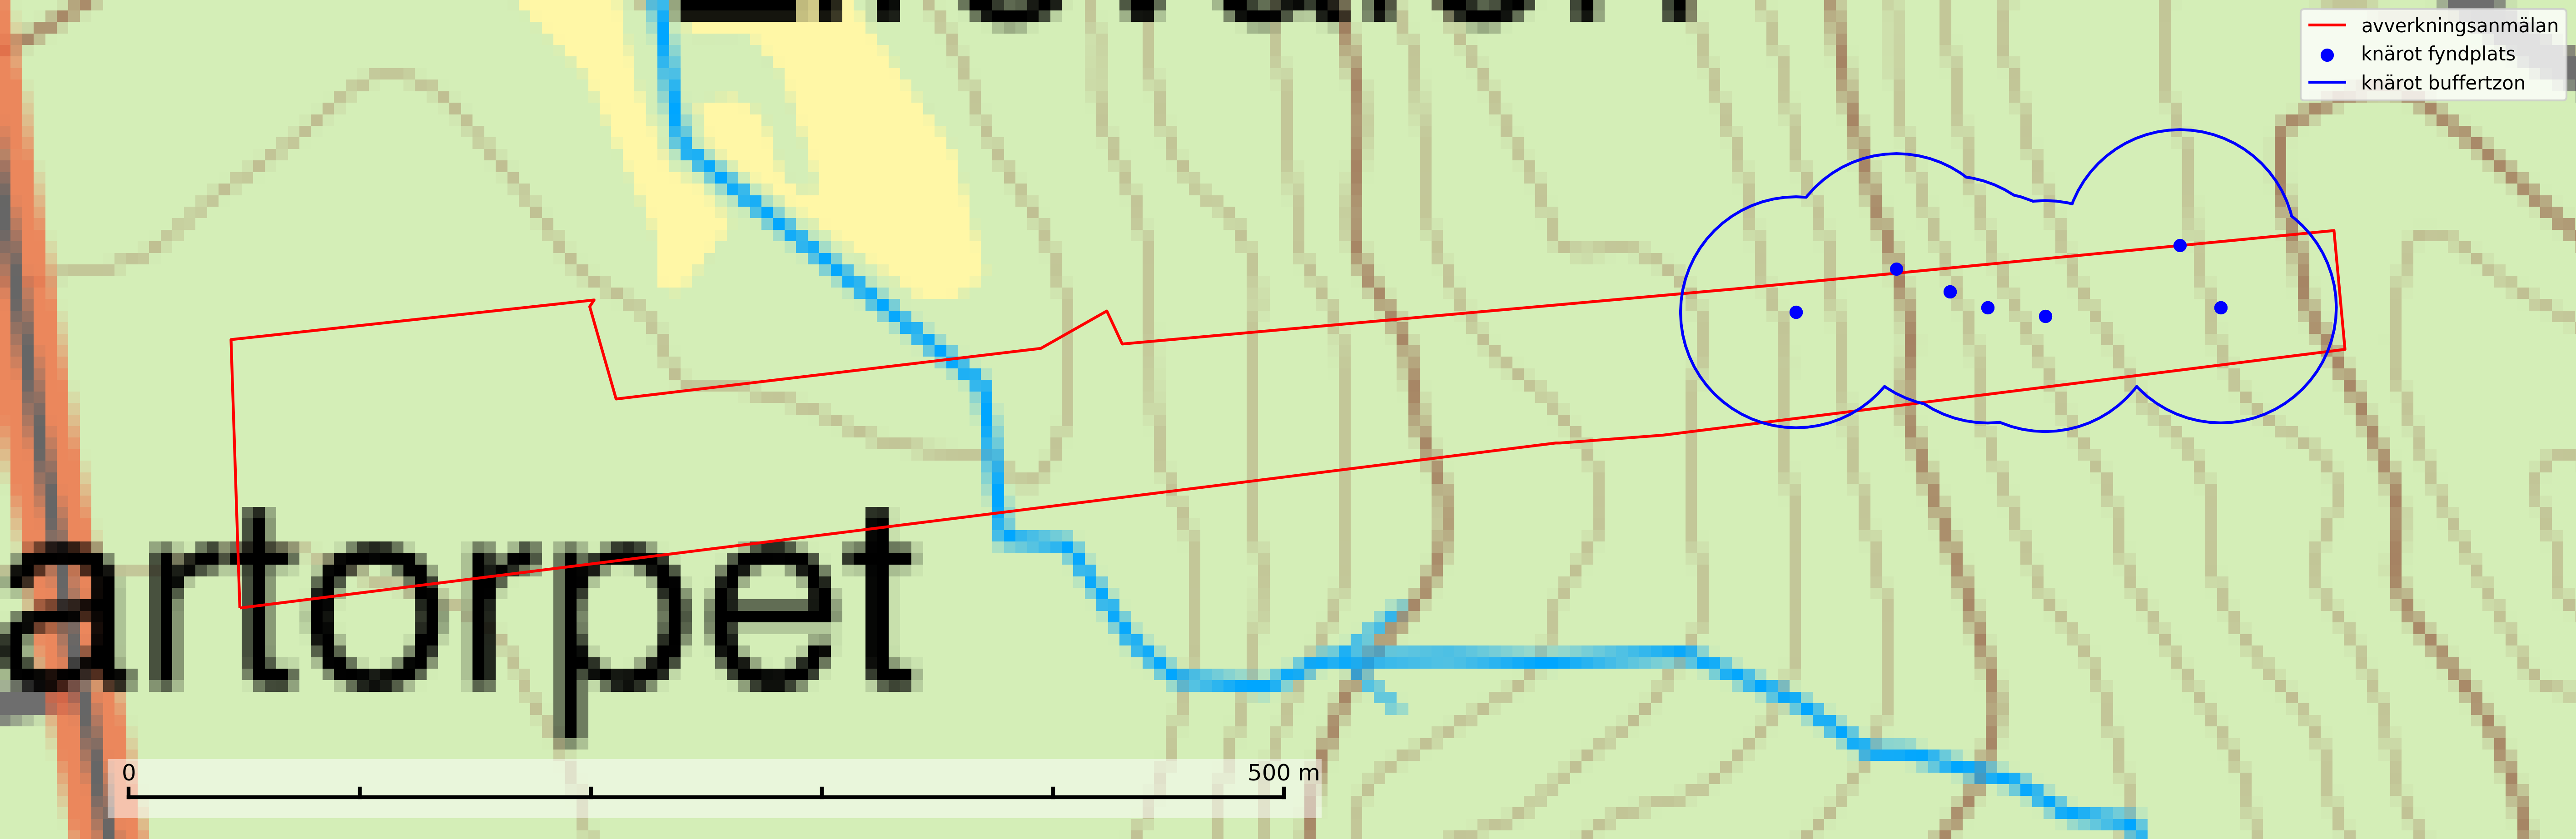 avverkningsanmälan
knärot fyndplats
knärot buffertzon
artorpet
0 500 m